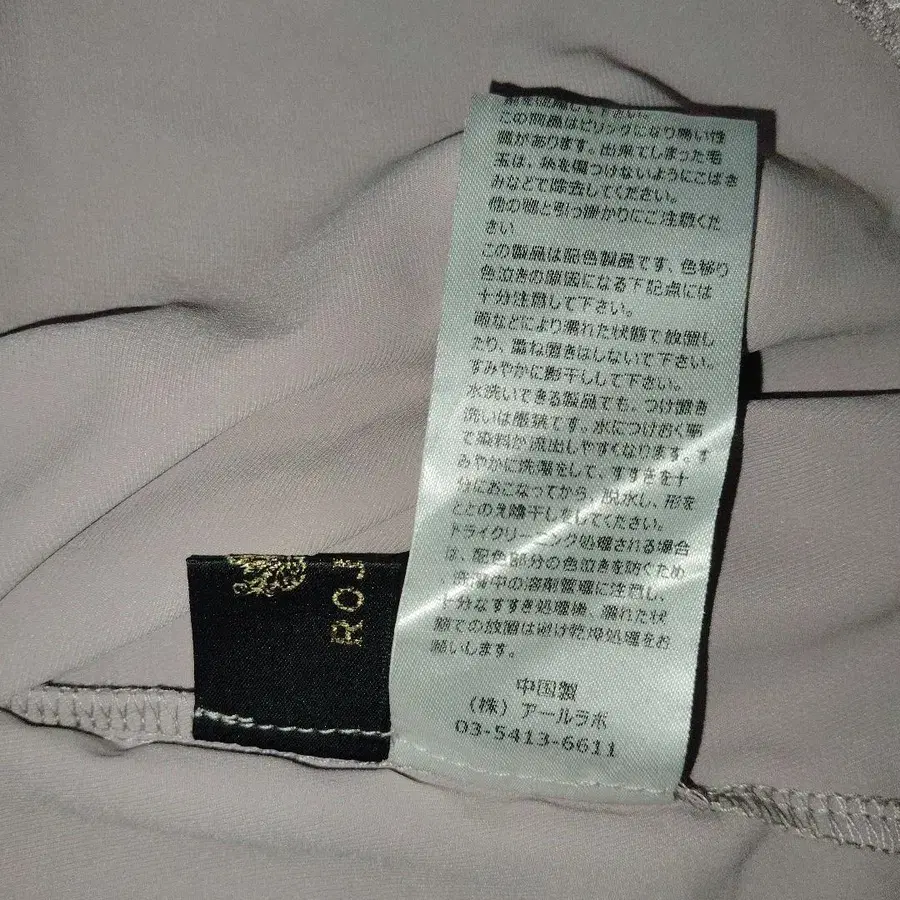 この製品はピリングになり易い性
質があります。出来てしまった毛
玉は、糸を傷つけないようにこばさ
みなどで除去してください。
他の物と引っ掛かりにご注意くだ
さい
この製品は配色製品です、色移り
色泣きの原因になる下記点には
十分注意して下さい。
雨などにより濡れた状態で放置し
たり、重ね置きはしないで下さい。
すみやかに影干しして下さい。
水洗いできる製品でも、つけ置き
洗いは厳禁です。水につけおく事
で染料が流出しやすくなります。す
みやかに洗濯をして、すすぎを十
分におこなってから、脱水し、形を
ととのえ陰干ししてください。
ドライクリーニング処理される場合
は、配色部分の色泣きを防ぐため
、洗浄中の溶剤管理に注意し、
十分なすすぎ処理後、濡れた状
態での放置は避け乾燥処理をお
願いします。
中国製
(株) アールラボ
03-5413-6611
ROJ